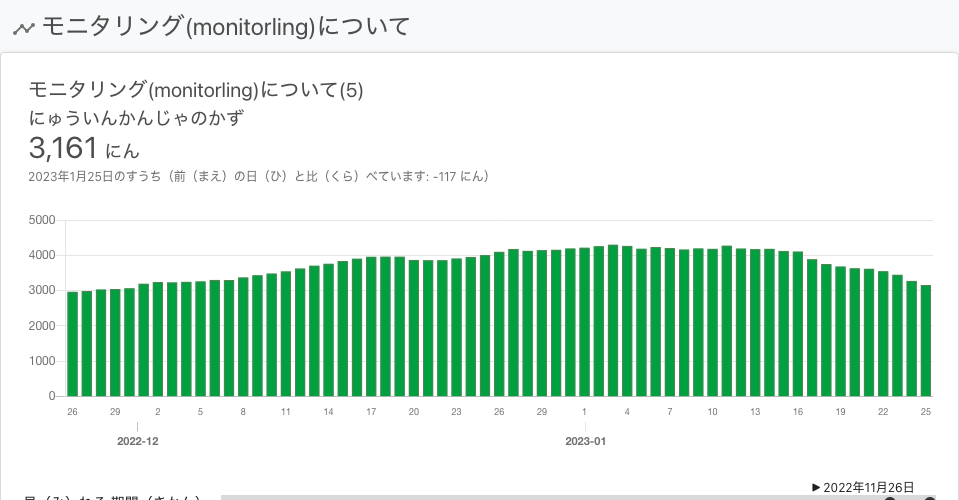 モニタリング(monitorling)について
モニタリング(monitorling)について(5)
にゅういんかんじゃのかず
3,161 にん
2023年1月25日のすうち（前（まえ）の日（ひ）と比（くら）べています: -117 にん）
5000
4000
3000
2000
1000
0
26 29 2 5 8 11 14 17 20 23 26 29 1 4 7 10 13 16 19 22 25
2022-12 2023-01
▶ 2022年11月26日